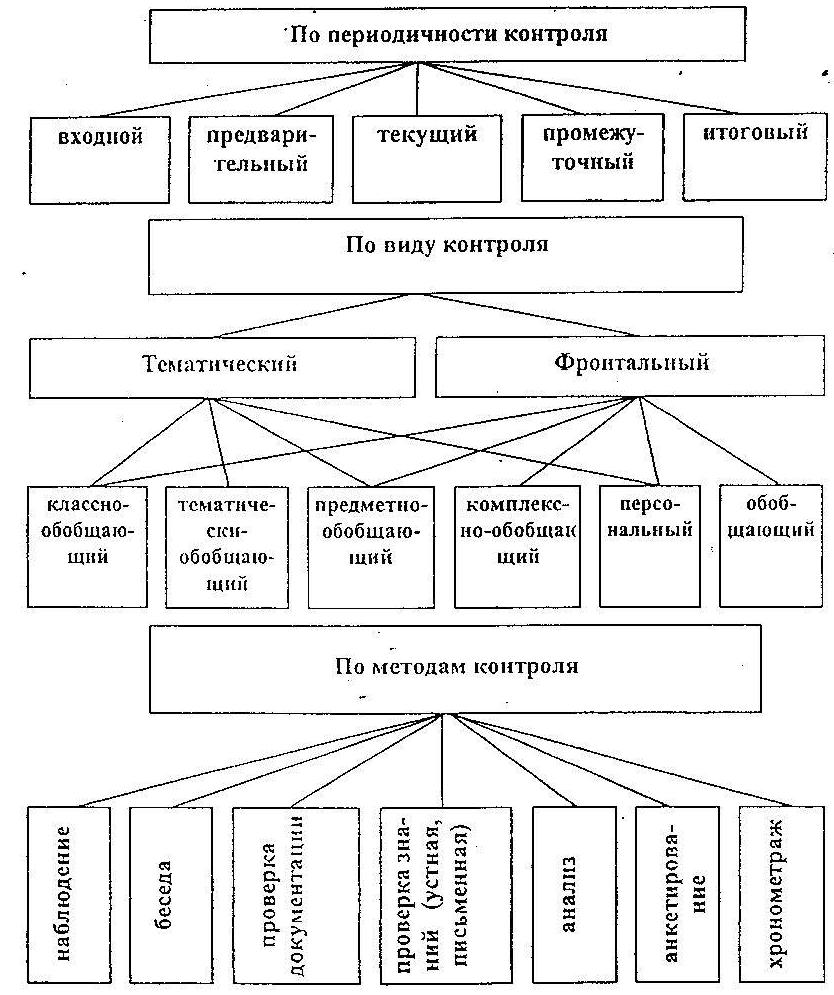 По периодичности контроля
входной
предвари-
тельный
текущий
промежу-
точный
итоговый
По виду контроля
Тематический
Фронтальный
классно-
обобщаю-
щий
тематиче-
ски-
обобщаю-
щий
предметно-
обобщаю-
щий
комплекс-
но-обобщаю
щий
персо-
нальный
обоб-
щающий
По методам контроля
наблюдение
беседа
проверка
документации
проверка зна-
ний (устная,
письменная)
анализ
анкетирова-
ние
хронометраж